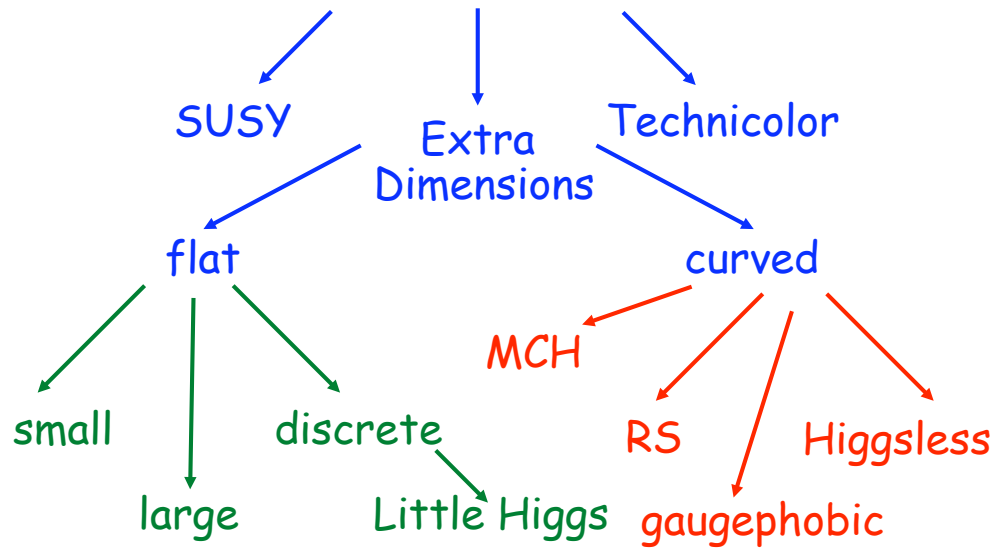 SUSY
Extra
Dimensions
Technicolor
flat
curved
MCH
small
discrete
RS
Higgsless
large
Little Higgs
gaugephobic